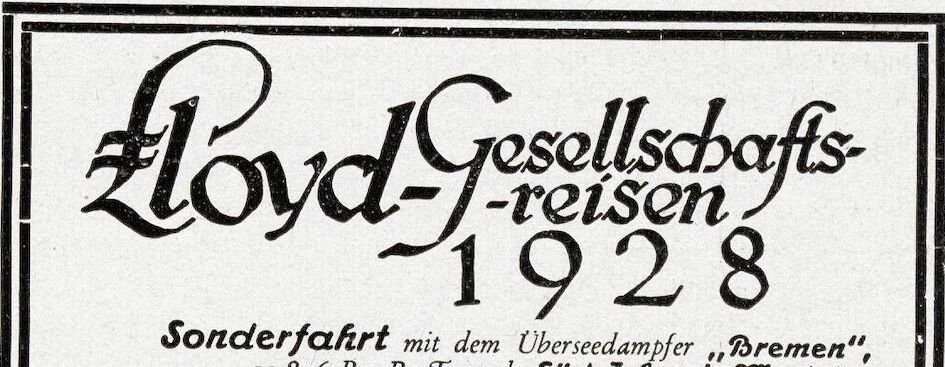 Lloyd-Gesellschafts-
-reisen
1928
Sonderfahrt mit dem Überseedampfer „Bremen“,